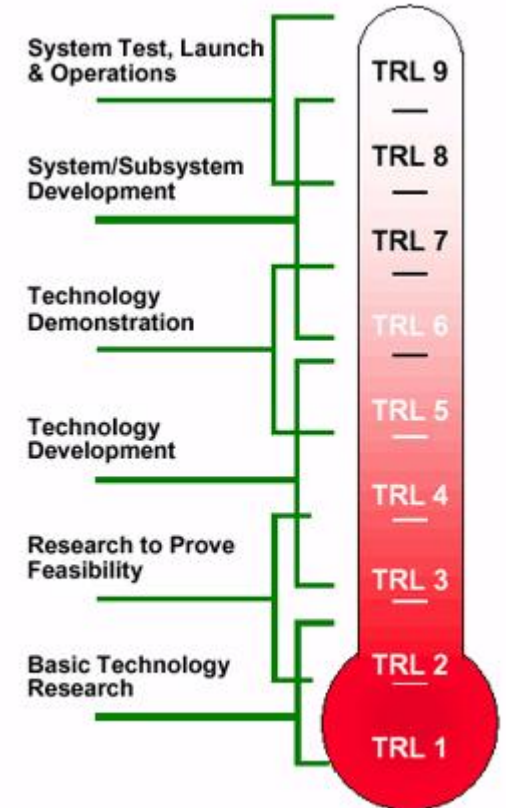 System Test, Launch
& Operations
System/Subsystem
Development
Technology
Demonstration
Technology
Development
Research to Prove
Feasibility
Basic Technology
Research
TRL 9
TRL 8
TRL 7
TRL 6
TRL 5
TRL 4
TRL 3
TRL 2
TRL 1